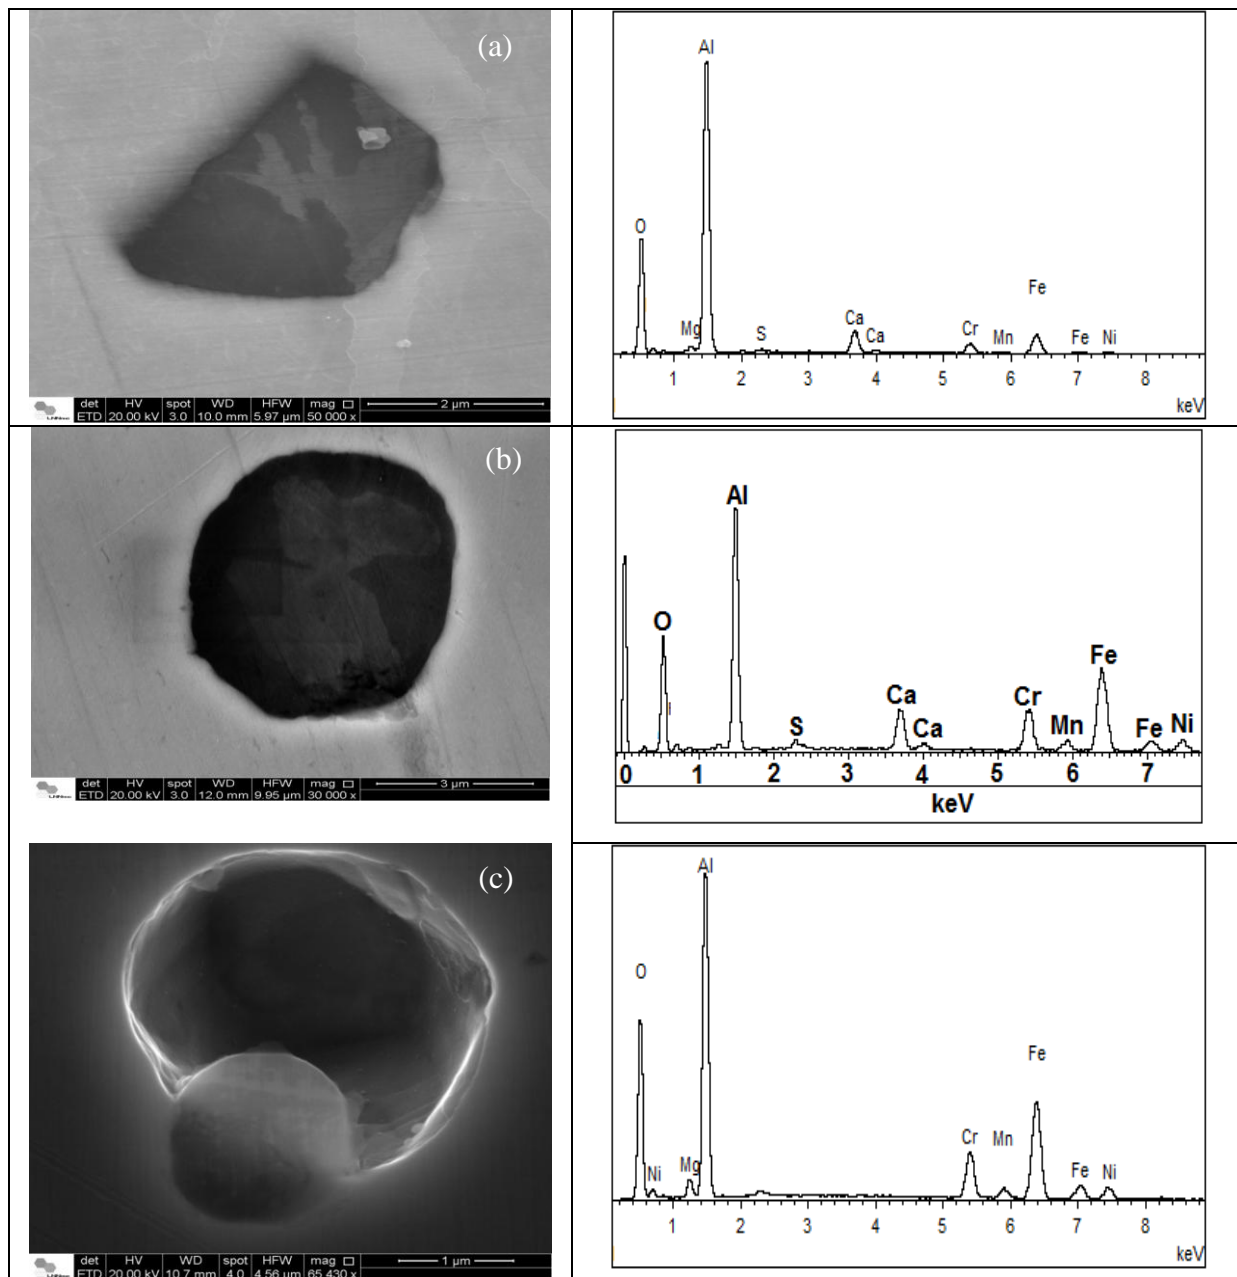 (a)
det HV spot WD HFW mag
ETD 20.00 kV 3.0 10.0 mm 5.97 µm 50 000 x
2 µm
Al
O
Mg
S
Ca
Ca
Cr
Mn
Fe
Fe
Ni
1 2 3 4 5 6 7 8
keV
(b)
det HV spot WD HFW mag
ETD 20.00 kV 3.0 12.0 mm 9.95 µm 30 000 x
3 µm
Al
O
S
Ca
Ca
Cr
Mn
Fe
Fe
Ni
0 1 2 3 4 5 6 7
keV
(c)
det HV WD spot HFW mag
ETD 20.00 kV 10.7 mm 4.0 4.56 µm 65 430 x
1 µm
Al
O
Ni
Mg
Cr
Mn
Fe
Fe
Ni
1 2 3 4 5 6 7 8
keV